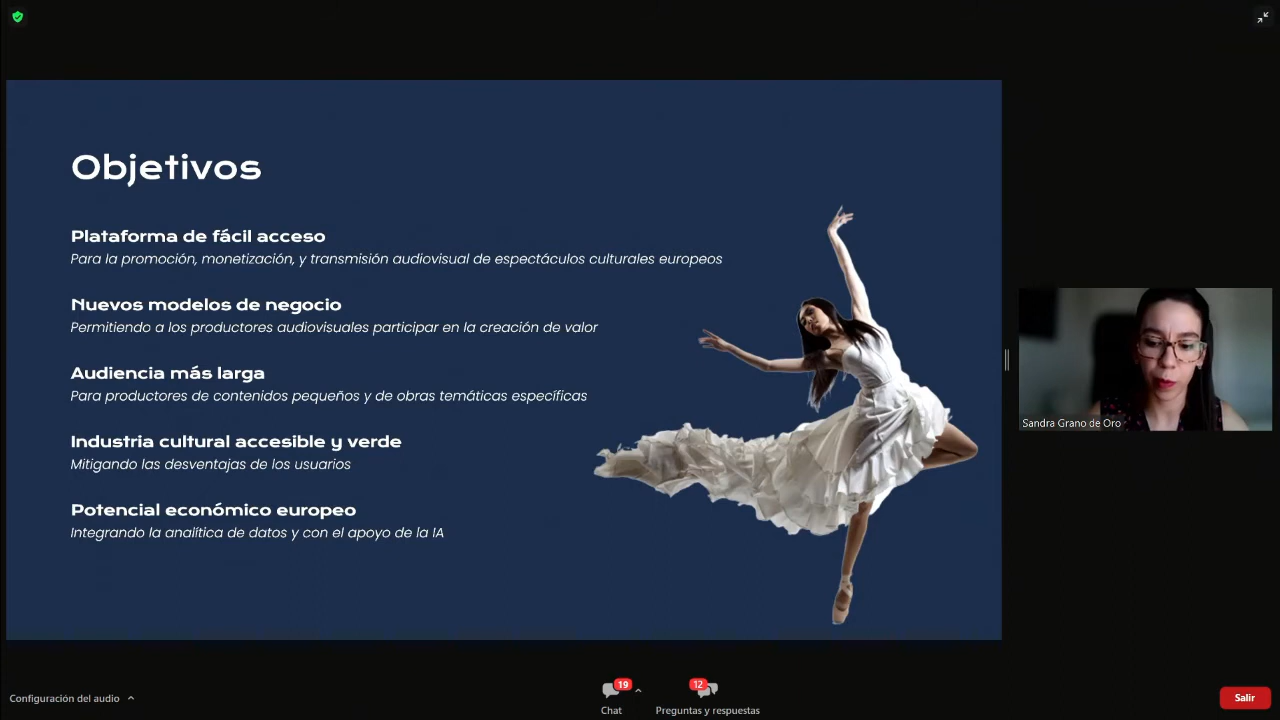 Objetivos
Plataforma de fácil acceso
Para la promoción, monetización, y transmisión audiovisual de espectáculos culturales europeos
Nuevos modelos de negocio
Permitiendo a los productores audiovisuales participar en la creación de valor
Audiencia más larga
Para productores de contenidos pequeños y de obras temáticas específicas
Industria cultural accesible y verde
Mitigando las desventajas de los usuarios
Potencial económico europeo
Integrando la analítica de datos y con el apoyo de la IA
Sandra Grano de Oro
Configuración del audio
19
Chat
12
Preguntas y respuestas
Salir